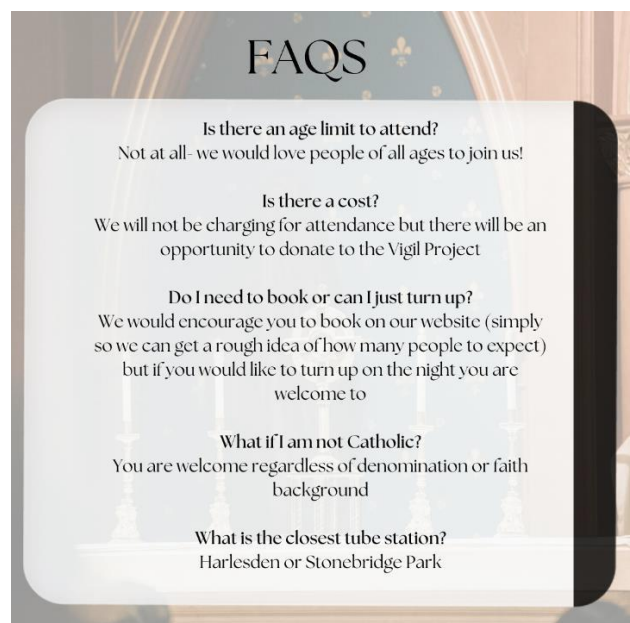 FAQS
Is there an age limit to attend?
Not at all- we would love people of all ages to join us!
Is there a cost?
We will not be charging for attendance but there will be an
opportunity to donate to the Vigil Project
Do I need to book or can I just turn up?
We would encourage you to book on our website (simply
so we can get a rough idea of how many people to expect)
but if you would like to turn up on the night you are
welcome to
What if I am not Catholic?
You are welcome regardless of denomination or faith
background
What is the closest tube station?
Harlesden or Stonebridge Park